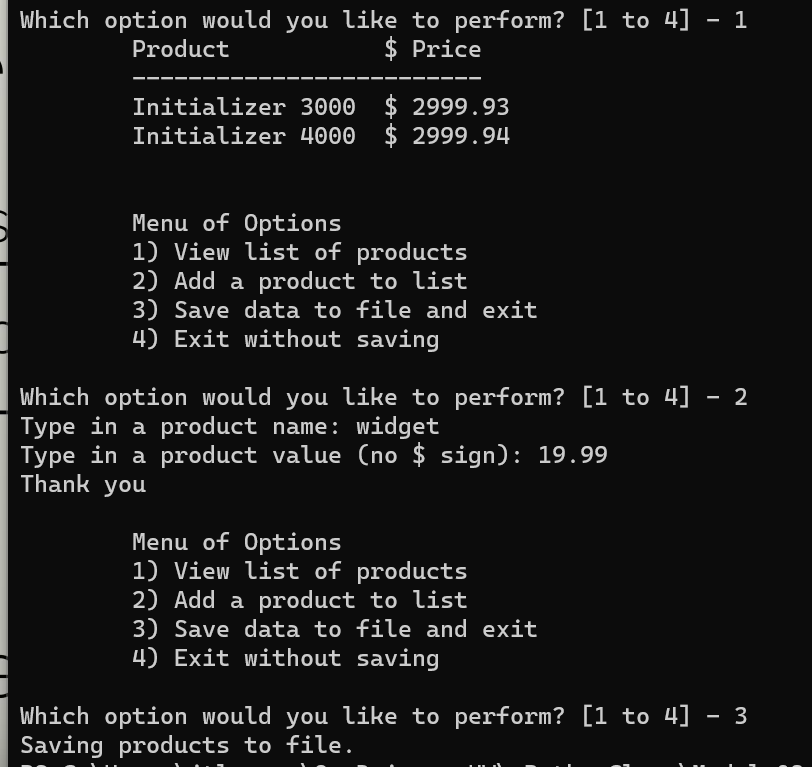 Which option would you like to perform? [1 to 4] - 1
Product $ Price
-------------------------
Initializer 3000 $ 2999.93
Initializer 4000 $ 2999.94
Menu of Options
1) View list of products
2) Add a product to list
3) Save data to file and exit
4) Exit without saving
Which option would you like to perform? [1 to 4] - 2
Type in a product name: widget
Type in a product value (no $ sign): 19.99
Thank you
Menu of Options
1) View list of products
2) Add a product to list
3) Save data to file and exit
4) Exit without saving
Which option would you like to perform? [1 to 4] - 3
Saving products to file.